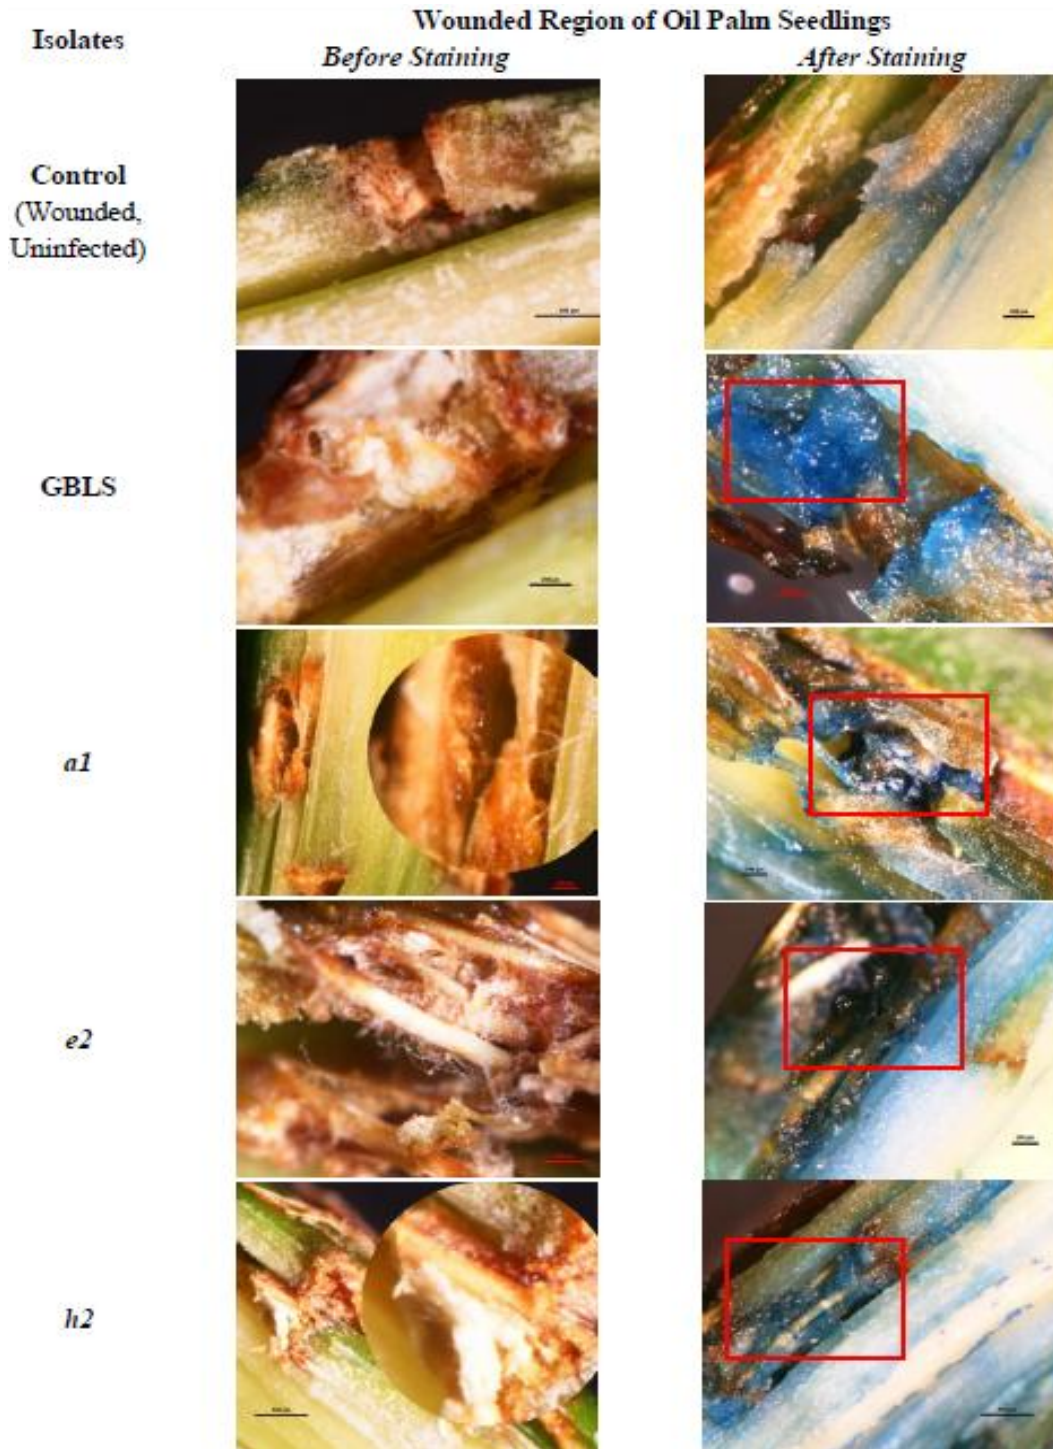 Wounded Region of Oil Palm Seedlings
Isolates
Before Staining
After Staining
Control
(Wounded,
Uninfected)
GBLS
a1
e2
h2